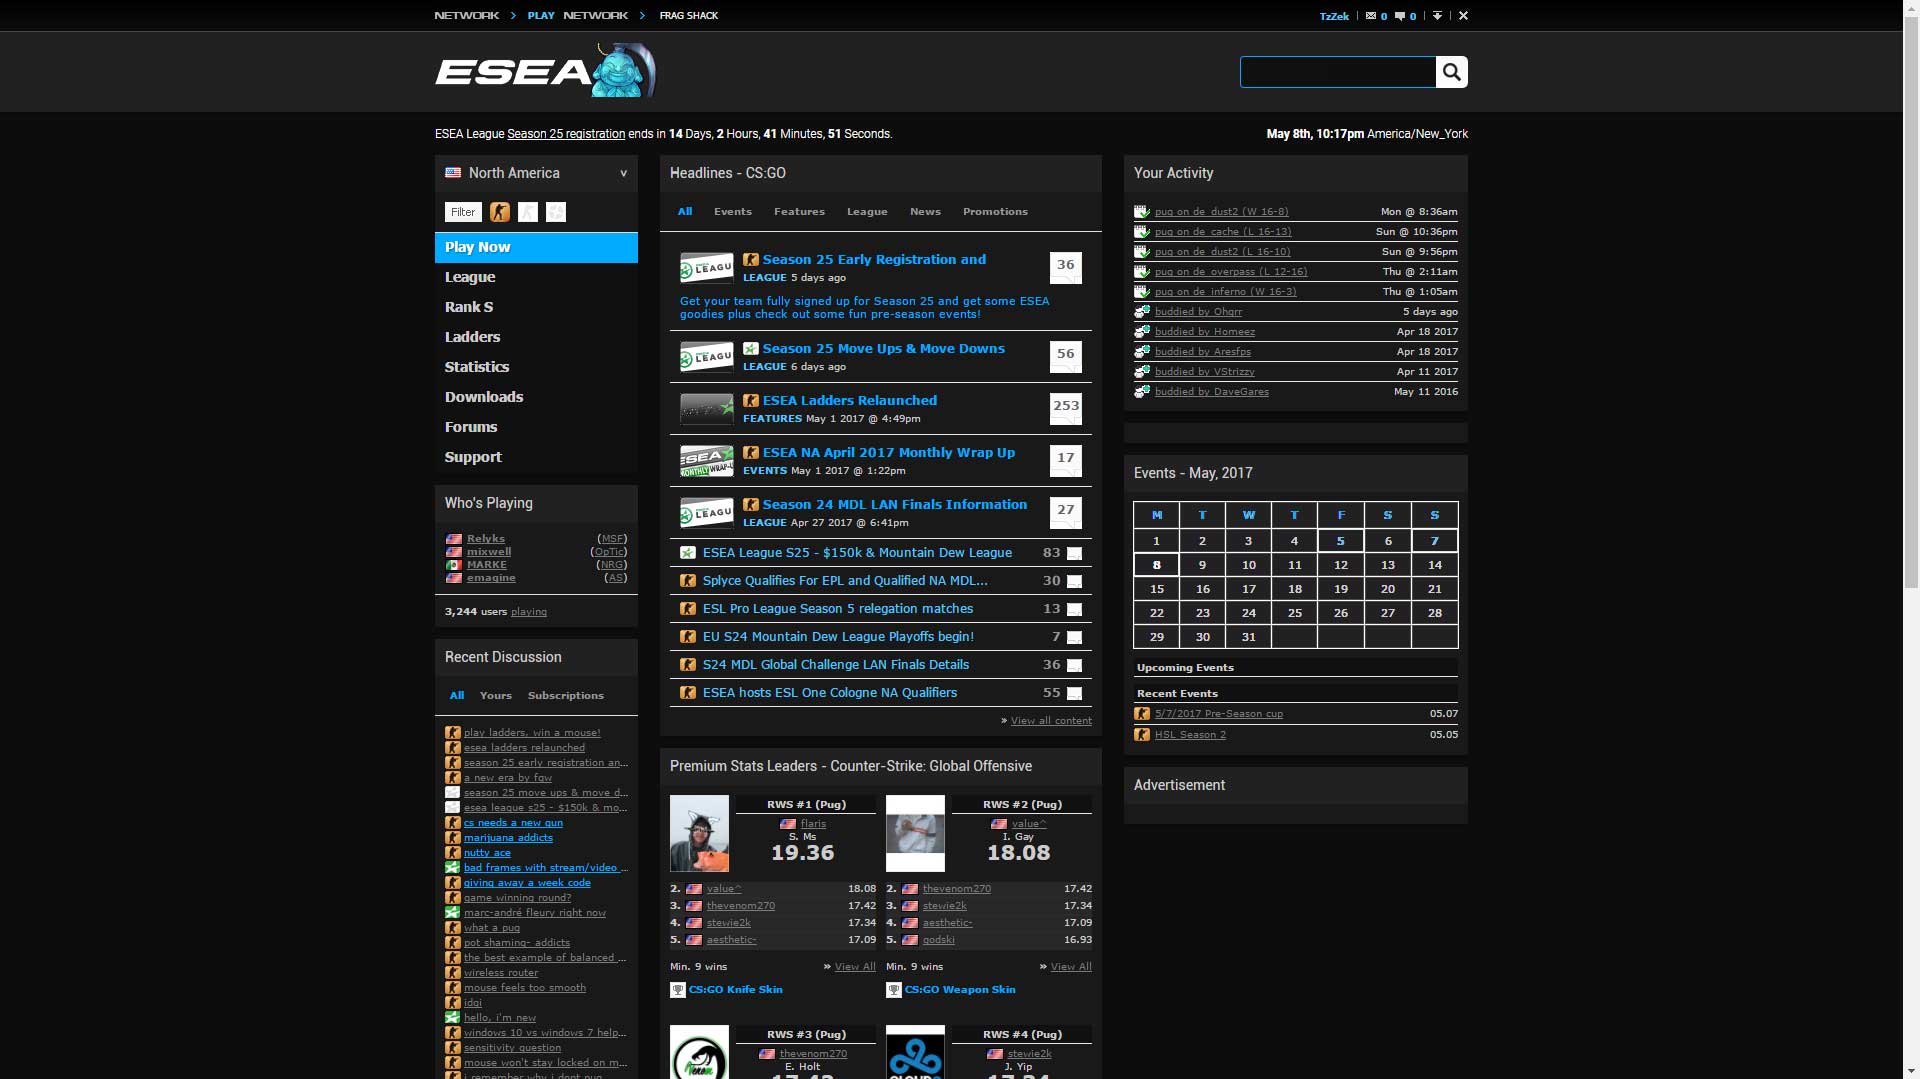 NETWORK > PLAY NETWORK > FRAG SHACK
TzZek 0 0
ESEA
ESEA League Season 25 registration ends in 14 Days, 2 Hours, 41 Minutes, 51 Seconds.
May 8th, 10:17pm America/New_York
North America
Filter
Play Now
League
Rank S
Ladders
Statistics
Downloads
Forums
Support
Who's Playing
Relyks (MSF)
mixwell (OpTic)
MARKE (NRG)
emagine (AS)
3,244 users playing
Recent Discussion
All Yours Subscriptions
play ladders, win a mouse!
esea ladders relaunched
season 25 early registration an...
a new era by fqw
season 25 move ups & move d...
esea league s25 - $150k & mo...
cs needs a new gun
marijuana addicts
nutty ace
bad frames with stream/video ...
giving away a week code
game winning round?
marc-andré fleury right now
what a pug
pot shaming- addicts
the best example of balanced ...
wireless router
mouse feels too smooth
idgi
hello, i'm new
windows 10 vs windows 7 help...
sensitivity question
mouse won't stay locked on m...
i remember why i dont pug
Headlines - CS:GO
All Events Features League News Promotions
Season 25 Early Registration and
LEAGUE 5 days ago
36
Get your team fully signed up for Season 25 and get some ESEA
goodies plus check out some fun pre-season events!
Season 25 Move Ups & Move Downs
LEAGUE 6 days ago
56
ESEA Ladders Relaunched
FEATURES May 1 2017 @ 4:49pm
253
ESEA NA April 2017 Monthly Wrap Up
EVENTS May 1 2017 @ 1:22pm
17
Season 24 MDL LAN Finals Information
LEAGUE Apr 27 2017 @ 6:41pm
27
ESEA League S25 - $150k & Mountain Dew League 83
Splyce Qualifies For EPL and Qualified NA MDL... 30
ESL Pro League Season 5 relegation matches 13
EU S24 Mountain Dew League Playoffs begin! 7
S24 MDL Global Challenge LAN Finals Details 36
ESEA hosts ESL One Cologne NA Qualifiers 55
» View all content
Premium Stats Leaders - Counter-Strike: Global Offensive
RWS #1 (Pug)
flaris
S. Ms
19.36
2. value^ 18.08
3. thevenom270 17.42
4. stewie2k 17.34
5. aesthetic- 17.09
Min. 9 wins » View All
CS:GO Knife Skin
RWS #2 (Pug)
value^
I. Gay
18.08
2. thevenom270 17.42
3. stewie2k 17.34
4. aesthetic- 17.09
5. godski 16.93
Min. 9 wins » View All
CS:GO Weapon Skin
RWS #3 (Pug)
thevenom270
E. Holt
17.42
RWS #4 (Pug)
stewie2k
J. Yip
17.34
Your Activity
pug on de_dust2 (W 16-8) Mon @ 8:36am
pug on de_cache (L 16-13) Sun @ 10:36pm
pug on de_dust2 (L 16-10) Sun @ 9:56pm
pug on de_overpass (L 12-16) Thu @ 2:11am
pug on de_inferno (W 16-3) Thu @ 1:05am
buddied by Ohgrr 5 days ago
buddied by Homeez Apr 18 2017
buddied by Aresfps Apr 18 2017
buddied by VStrizzy Apr 11 2017
buddied by DaveGares May 11 2016
Events - May, 2017
M T W T F S S
1 2 3 4 5 6 7
8 9 10 11 12 13 14
15 16 17 18 19 20 21
22 23 24 25 26 27 28
29 30 31
Upcoming Events
Recent Events
5/7/2017 Pre-Season cup 05.07
HSL Season 2 05.05
Advertisement